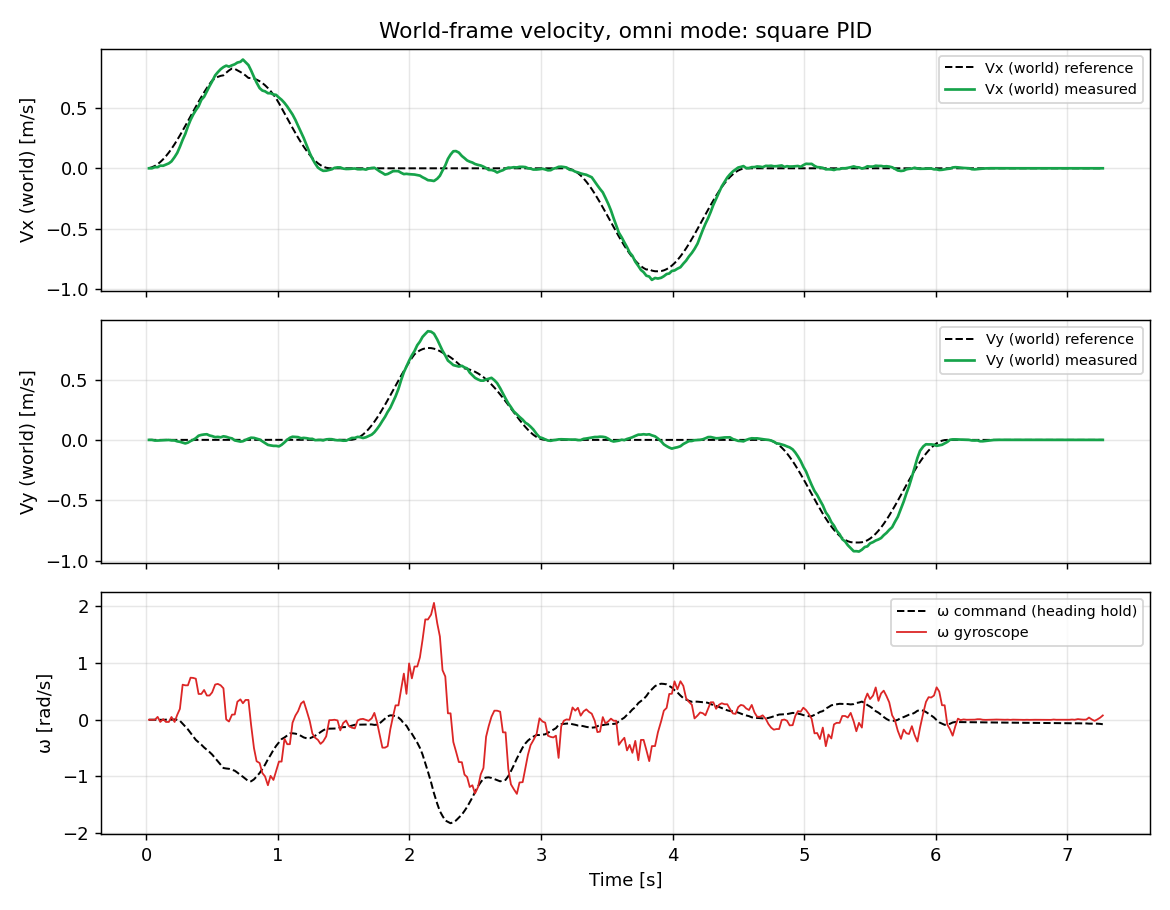 World-frame velocity, omni mode: square PID
Vx (world) [m/s]
0.5
0.0
−0.5
−1.0
Vx (world) reference
Vx (world) measured
Vy (world) [m/s]
0.5
0.0
−0.5
−1.0
Vy (world) reference
Vy (world) measured
ω [rad/s]
2
1
0
−1
−2
ω command (heading hold)
ω gyroscope
0 1 2 3 4 5 6 7
Time [s]